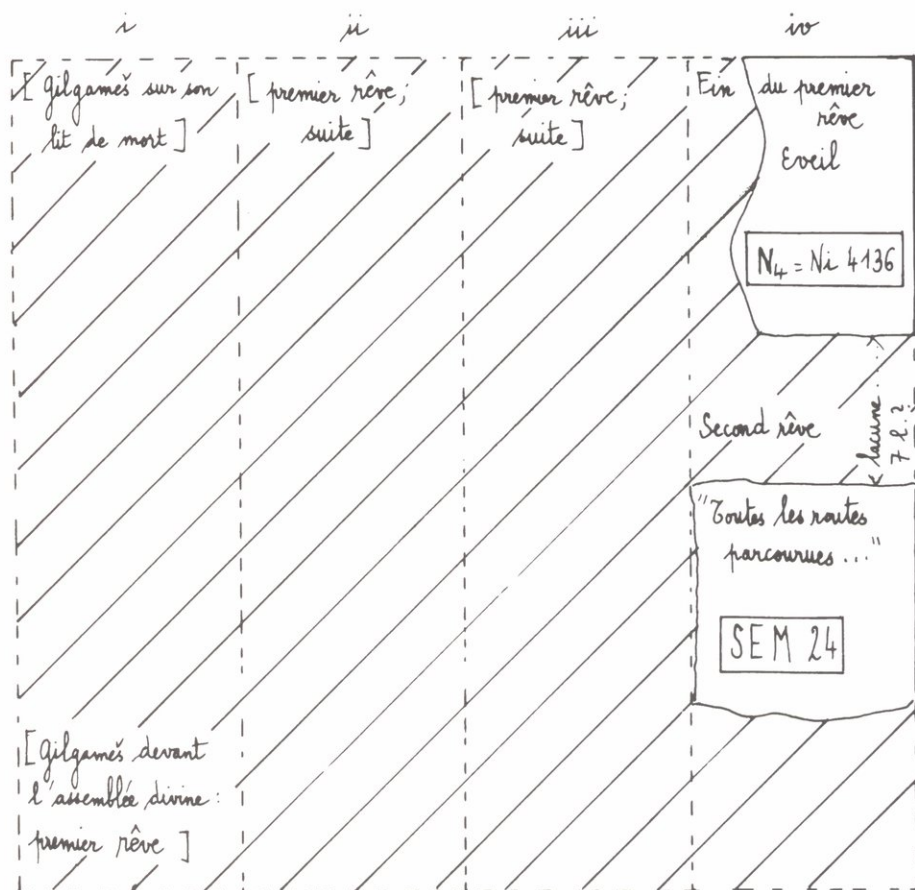 i
ii
iii
iv
[ Gilgameš sur son
lit de mort ]
[ premier rêve;
suite ]
[ premier rêve;
suite ]
Fin du premier
rêve
Eveil
N₄ = Ni 4136
lacune
7 l. ?
Second rêve
"Toutes les routes
parcourues ..."
SEM 24
[ Gilgameš devant
l'assemblée divine :
premier rêve ]